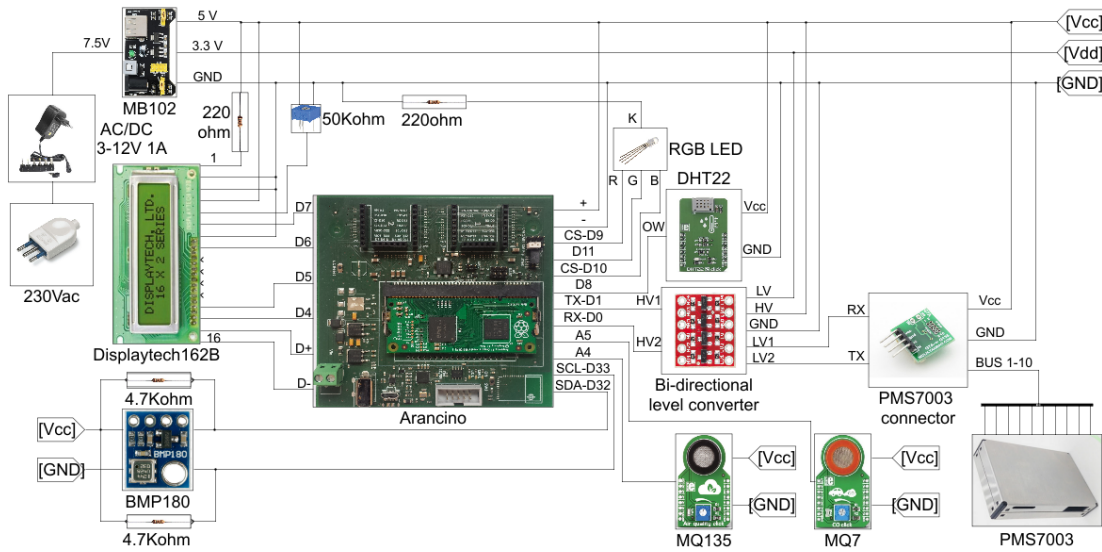 5 V
7.5V
3.3 V
GND
MB102
[Vcc]
[Vdd]
[GND]
AC/DC
3-12V 1A
220
ohm
1
50Kohm
220ohm
K
RGB LED
R
G
B
DHT22
Vcc
GND
OW
DISPLAYTECH, LTD.
16 X 2 SERIES
230Vac
16
Displaytech162B
D7
D6
D5
D4
D+
D-
Arancino
+
-
CS-D9
D11
CS-D10
D8
TX-D1
RX-D0
A5
A4
SCL-D33
SDA-D32
HV1
HV2
LV
HV
GND
LV1
LV2
Bi-directional
level converter
RX
TX
Vcc
GND
BUS 1-10
PMS7003
connector
4.7Kohm
[Vcc]
[GND]
BMP180
BMP180
4.7Kohm
[Vcc]
[GND]
MQ135
[Vcc]
[GND]
CO click
MQ7
PMS7003